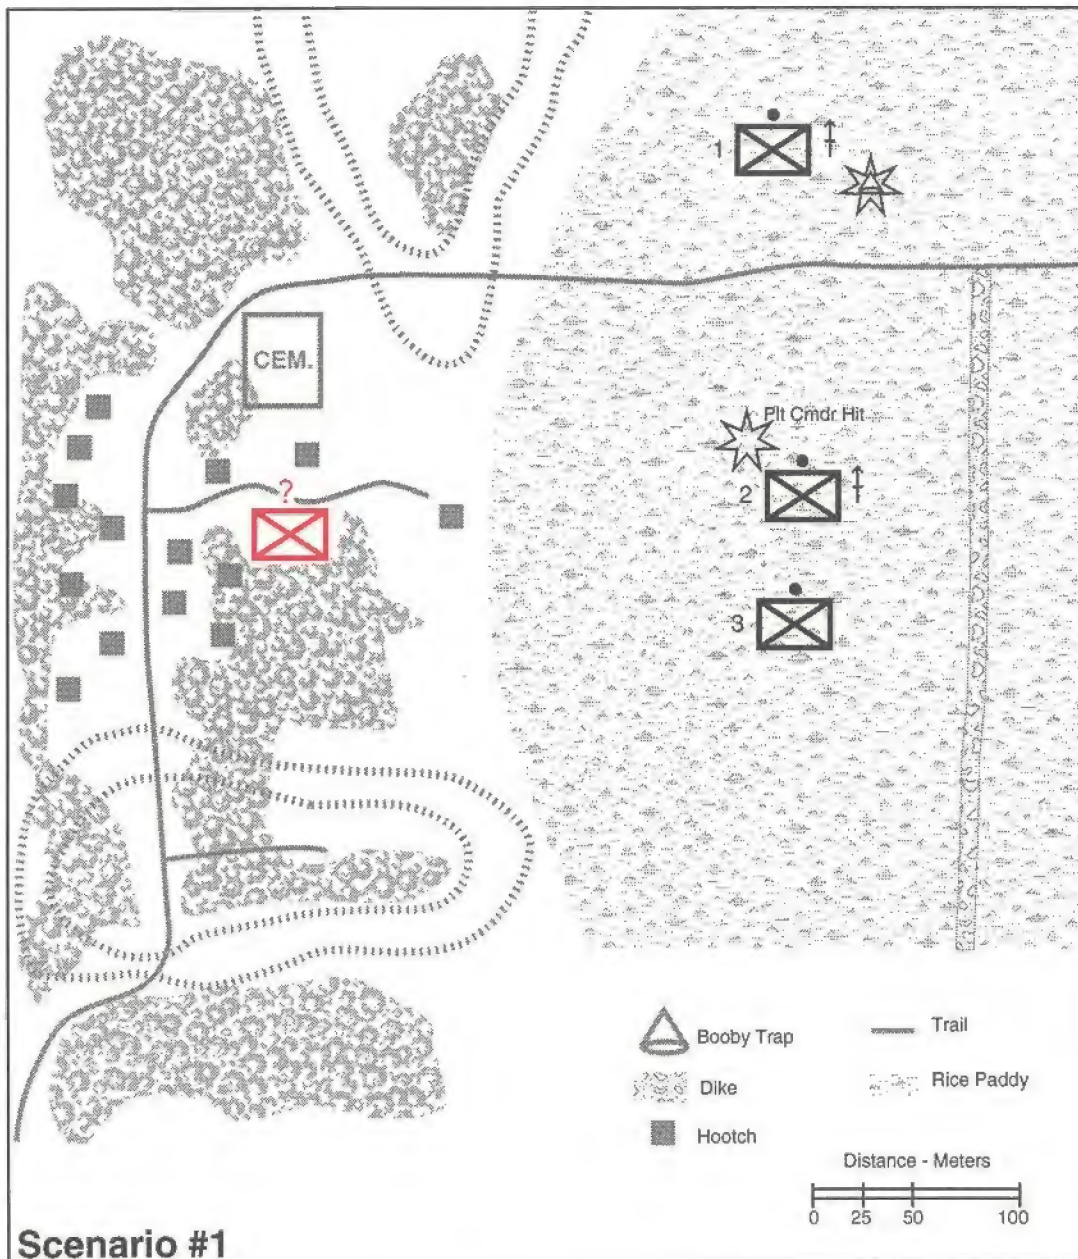 1
CEM.
Plt Cmdr Hit
?
2
3
Booby Trap
Trail
Dike
Rice Paddy
Hootch
Distance - Meters
0 25 50 100
Scenario #1